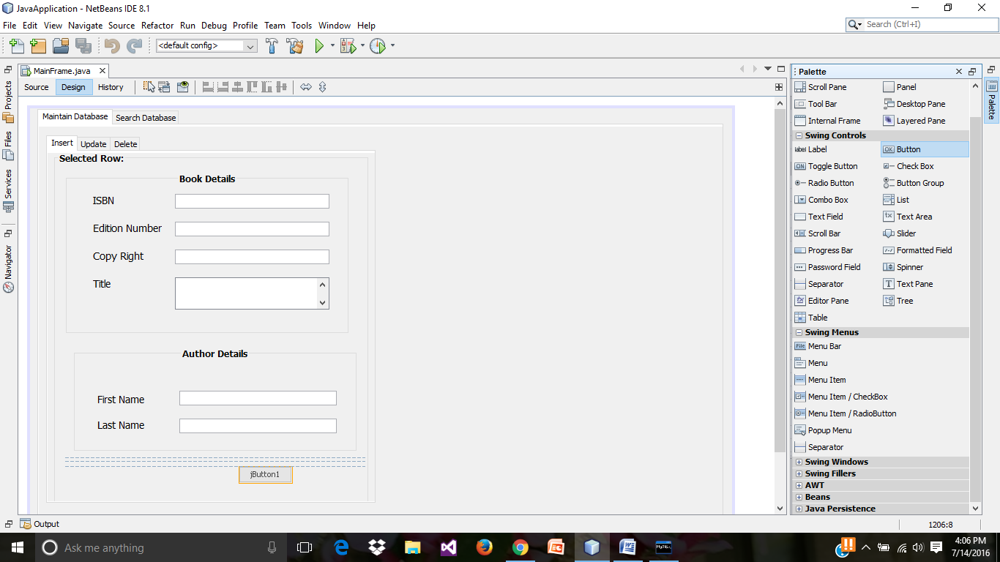 JavaApplication - NetBeans IDE 8.1
File Edit View Navigate Source Refactor Run Debug Profile Team Tools Window Help
Search (Ctrl+I)
<default config>
MainFrame.java
Source Design History
Projects
Files
Services
Navigator
Maintain Database Search Database
Insert Update Delete
Selected Row:
Book Details
ISBN
Edition Number
Copy Right
Title
Author Details
First Name
Last Name
jButton1
Palette
Scroll Pane Panel
Tool Bar Desktop Pane
Internal Frame Layered Pane
Swing Controls
label Label OK Button
ON Toggle Button Check Box
Radio Button Button Group
Combo Box List
Text Field Text Area
Scroll Bar Slider
Progress Bar Formatted Field
Password Field Spinner
Separator T Text Pane
Editor Pane Tree
Table
Swing Menus
File Menu Bar
Menu
Menu Item
Menu Item / CheckBox
Menu Item / RadioButton
Popup Menu
Separator
Swing Windows
Swing Fillers
AWT
Beans
Java Persistence
Palette
Output
1206:8
Ask me anything
MySQL
4:06 PM
7/14/2016